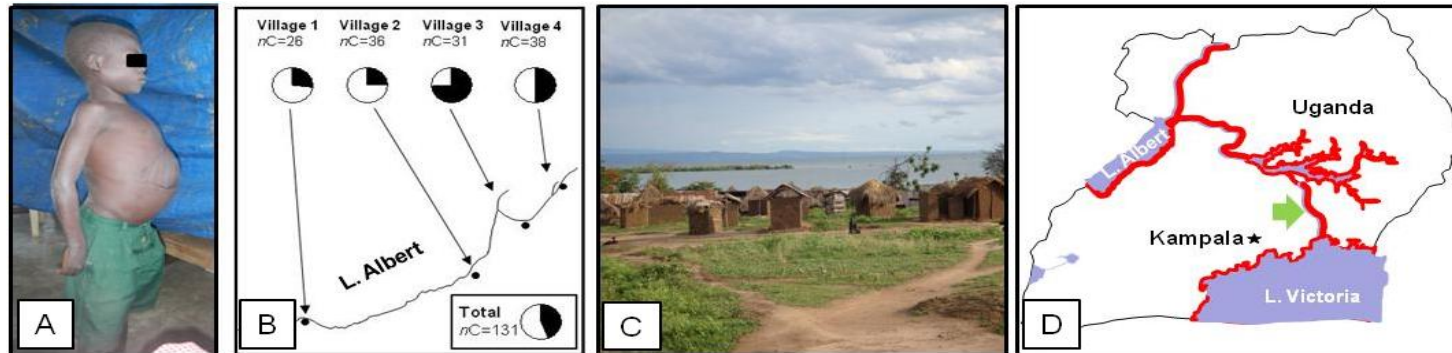 Village 1
nC=26
Village 2
nC=36
Village 3
nC=31
Village 4
nC=38
L. Albert
Total
nC=131
A
B
C
Uganda
L. Albert
Kampala
L. Victoria
D